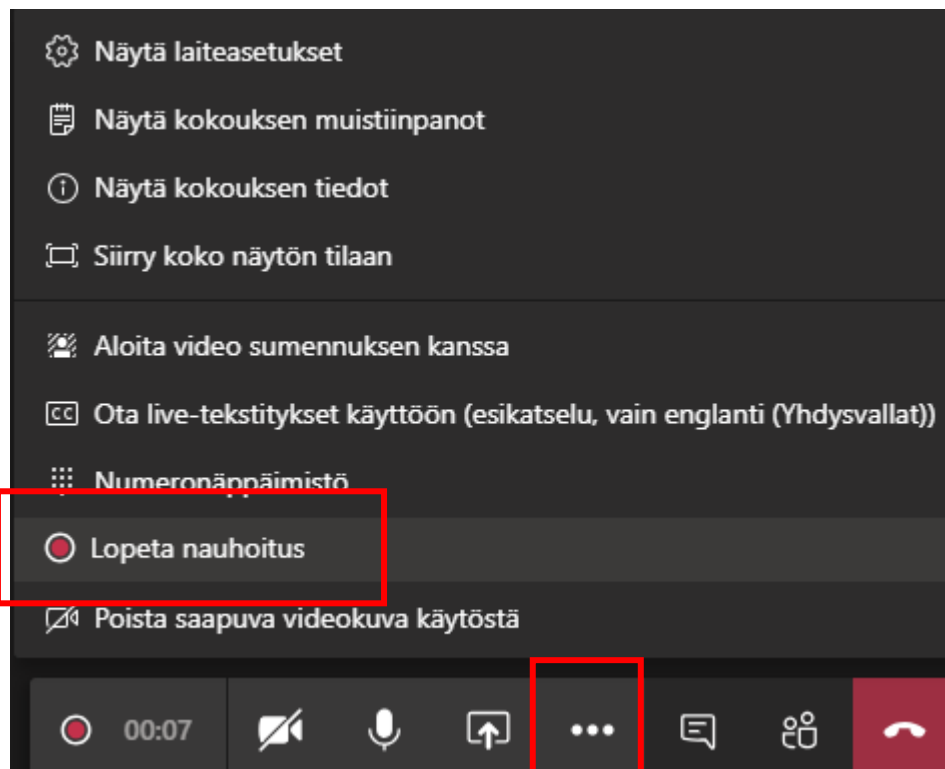 Näytä laiteasetukset
Näytä kokouksen muistiinpanot
Näytä kokouksen tiedot
Siirry koko näytön tilaan
Aloita video sumennuksen kanssa
CC Ota live-tekstitykset käyttöön (esikatselu, vain englanti (Yhdysvallat))
Numeronäppäimistö
Lopeta nauhoitus
Poista saapuva videokuva käytöstä
00:07